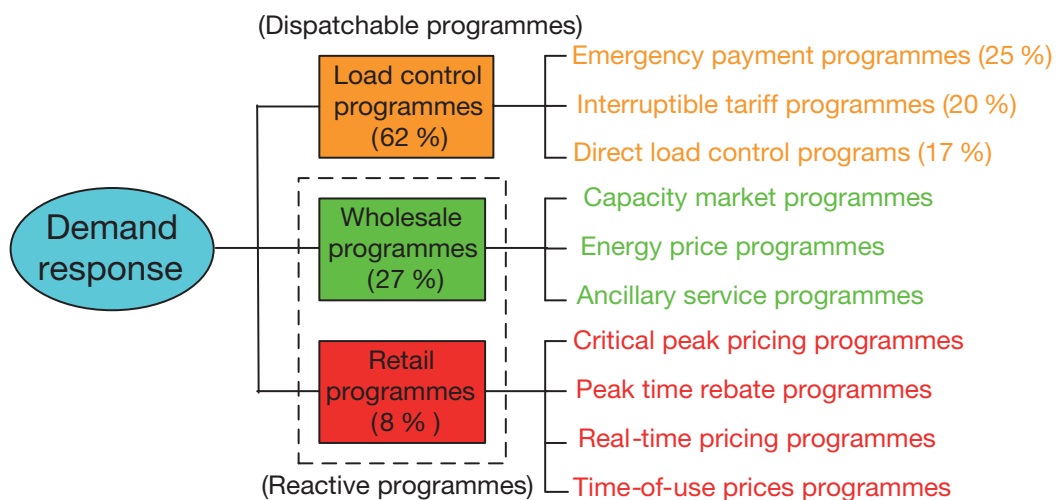 (Dispatchable programmes)
Load control
programmes
(62 %)
Emergency payment programmes (25 %)
Interruptible tariff programmes (20 %)
Direct load control programs (17 %)
Demand
response
Wholesale
programmes
(27 %)
Capacity market programmes
Energy price programmes
Ancillary service programmes
Retail
programmes
(8 % )
Critical peak pricing programmes
Peak time rebate programmes
Real-time pricing programmes
Time-of-use prices programmes
(Reactive programmes)